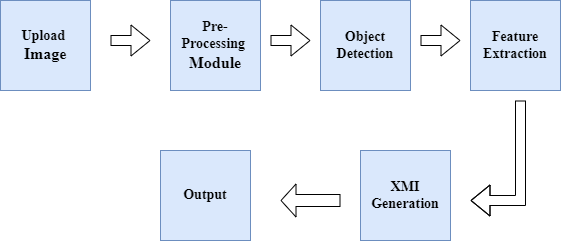 Upload
Image
Pre-
Processing
Module
Object
Detection
Feature
Extraction
XMI
Generation
Output